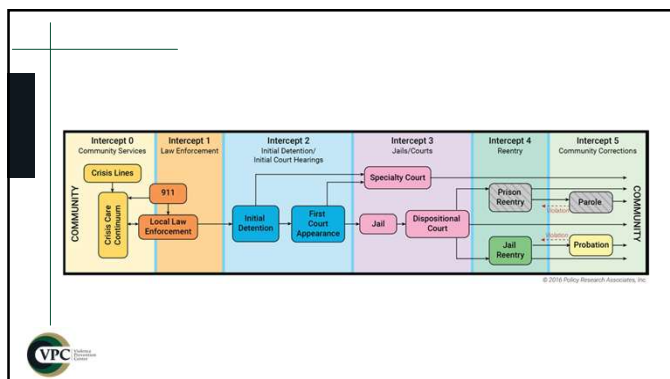 Intercept 0
Community Services
Intercept 1
Law Enforcement
Intercept 2
Initial Detention/
Initial Court Hearings
Intercept 3
Jails/Courts
Intercept 4
Reentry
Intercept 5
Community Corrections
COMMUNITY
Crisis Lines
Crisis Care
Continuum
911
Local Law
Enforcement
Initial
Detention
First
Court
Appearance
Specialty Court
Jail
Dispositional
Court
Prison
Reentry
Parole
Violation
Jail
Reentry
Probation
Violation
COMMUNITY
© 2016 Policy Research Associates, Inc.
VPC
Violence
Prevention
Center